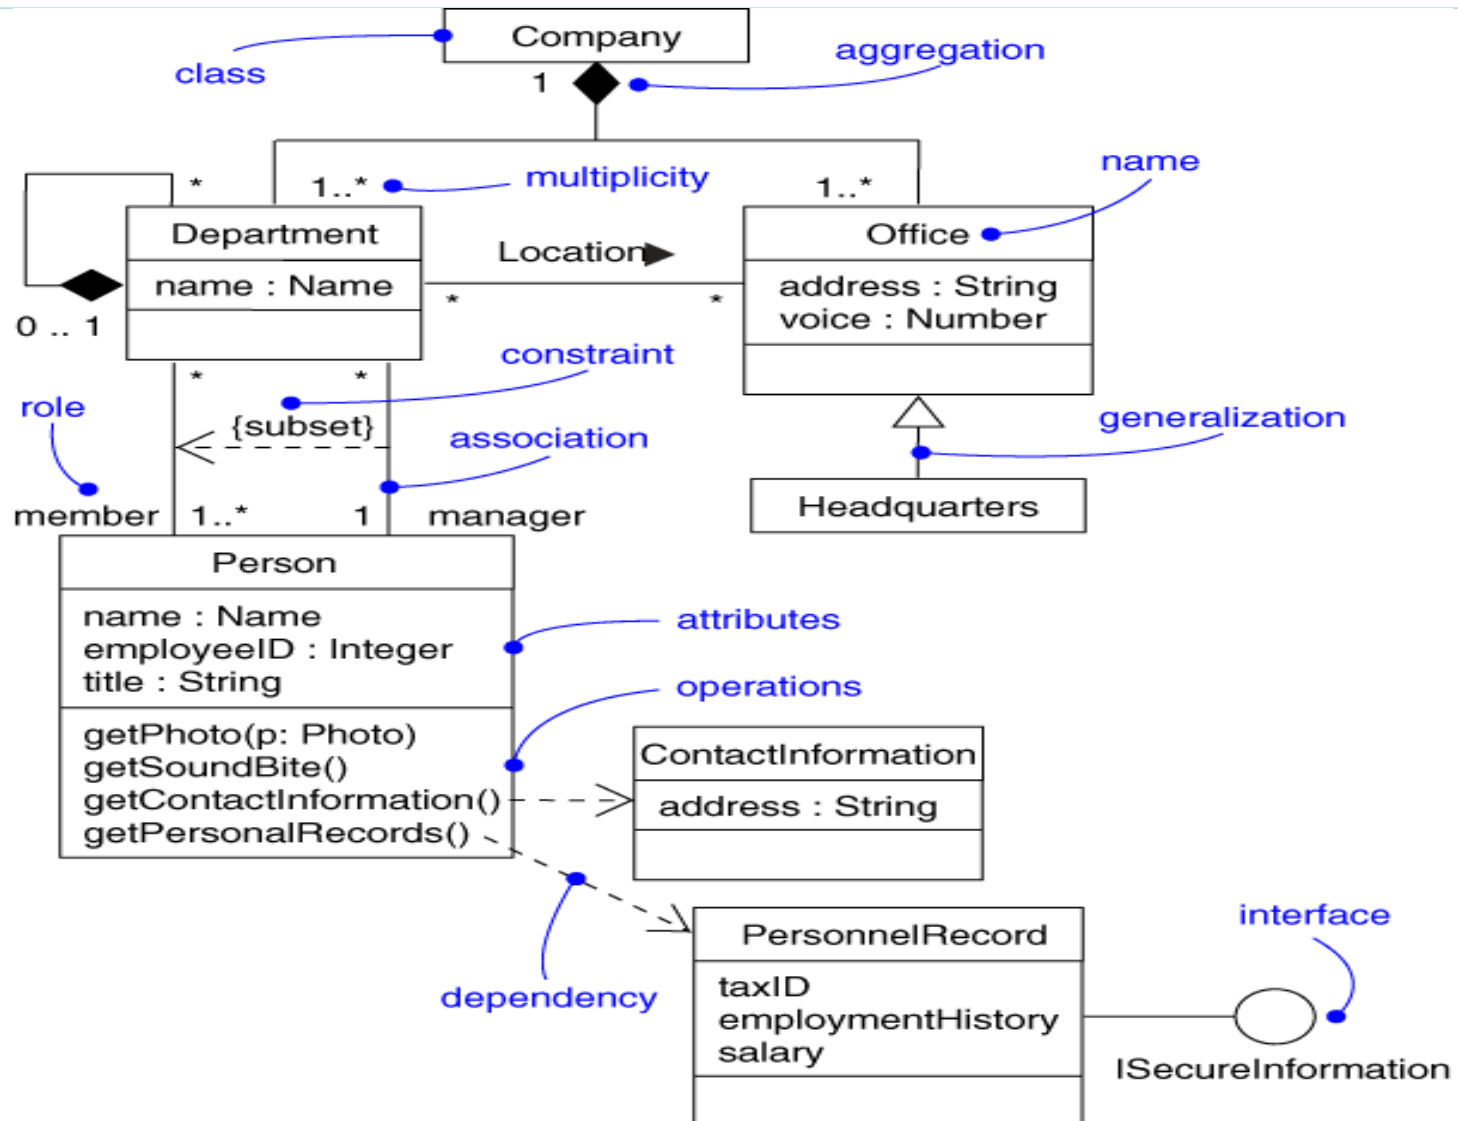 Company
class
aggregation
1
*
1..*
multiplicity
1..*
name
Department
Office
Location
name : Name
address : String
voice : Number
*
*
0 .. 1
constraint
*
*
role
{subset}
association
generalization
member
1..*
1
manager
Headquarters
Person
name : Name
employeeID : Integer
title : String
attributes
operations
getPhoto(p: Photo)
getSoundBite()
getContactInformation()
getPersonalRecords()
ContactInformation
address : String
dependency
PersonnelRecord
taxID
employmentHistory
salary
interface
ISecureInformation